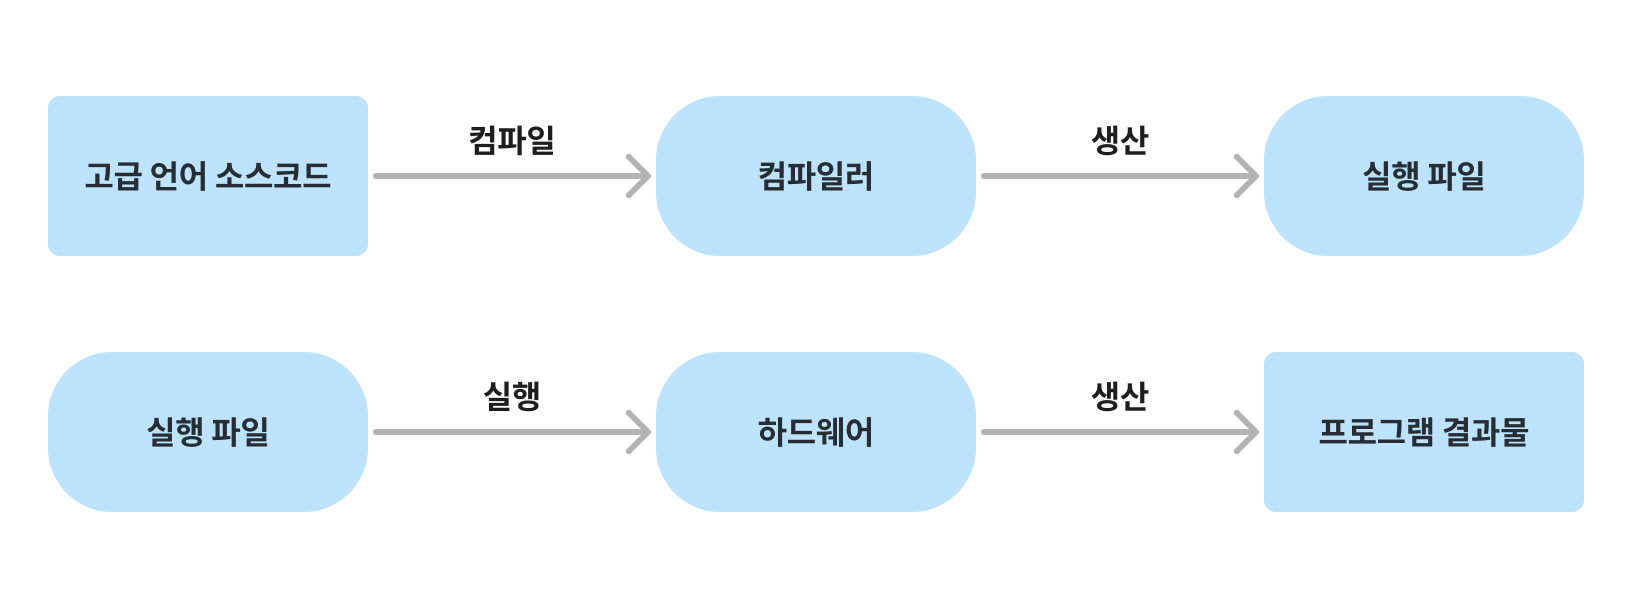 고급 언어 소스코드
컴파일
컴파일러
생산
실행 파일
실행 파일
실행
하드웨어
생산
프로그램 결과물